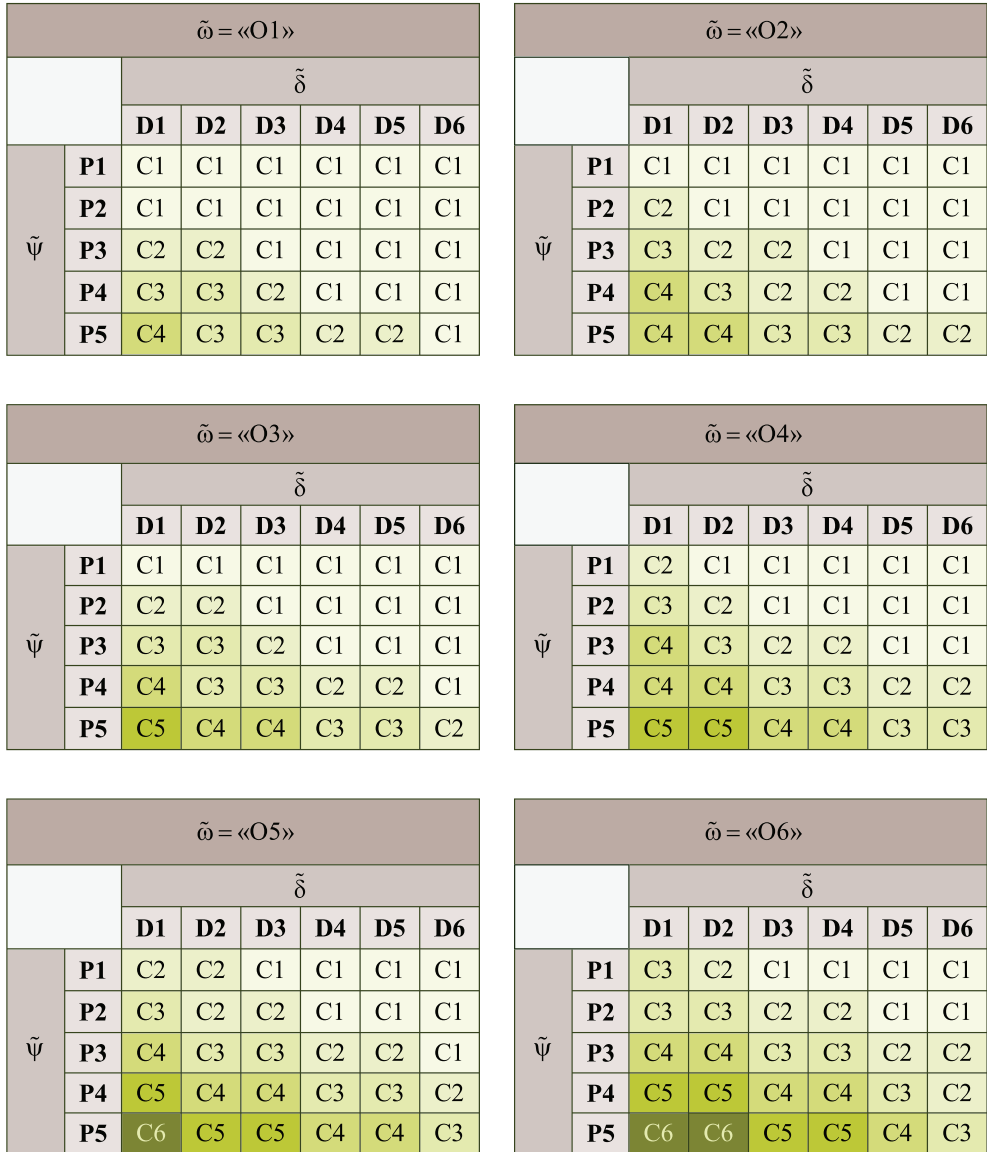 ω̃ = «O1»
δ̃
D1 D2 D3 D4 D5 D6
P1 C1 C1 C1 C1 C1 C1
P2 C1 C1 C1 C1 C1 C1
ψ̃ P3 C2 C2 C1 C1 C1 C1
P4 C3 C3 C2 C1 C1 C1
P5 C4 C3 C3 C2 C2 C1
ω̃ = «O2»
δ̃
D1 D2 D3 D4 D5 D6
P1 C1 C1 C1 C1 C1 C1
P2 C2 C1 C1 C1 C1 C1
ψ̃ P3 C3 C2 C2 C1 C1 C1
P4 C4 C3 C2 C2 C1 C1
P5 C4 C4 C3 C3 C2 C2
ω̃ = «O3»
δ̃
D1 D2 D3 D4 D5 D6
P1 C1 C1 C1 C1 C1 C1
P2 C2 C2 C1 C1 C1 C1
ψ̃ P3 C3 C3 C2 C1 C1 C1
P4 C4 C3 C3 C2 C2 C1
P5 C5 C4 C4 C3 C3 C2
ω̃ = «O4»
δ̃
D1 D2 D3 D4 D5 D6
P1 C2 C1 C1 C1 C1 C1
P2 C3 C2 C1 C1 C1 C1
ψ̃ P3 C4 C3 C2 C2 C1 C1
P4 C4 C4 C3 C3 C2 C2
P5 C5 C5 C4 C4 C3 C3
ω̃ = «O5»
δ̃
D1 D2 D3 D4 D5 D6
P1 C2 C2 C1 C1 C1 C1
P2 C3 C2 C2 C1 C1 C1
ψ̃ P3 C4 C3 C3 C2 C2 C1
P4 C5 C4 C4 C3 C3 C2
P5 C6 C5 C5 C4 C4 C3
ω̃ = «O6»
δ̃
D1 D2 D3 D4 D5 D6
P1 C3 C2 C1 C1 C1 C1
P2 C3 C3 C2 C2 C1 C1
ψ̃ P3 C4 C4 C3 C3 C2 C2
P4 C5 C5 C4 C4 C3 C2
P5 C6 C6 C5 C5 C4 C3